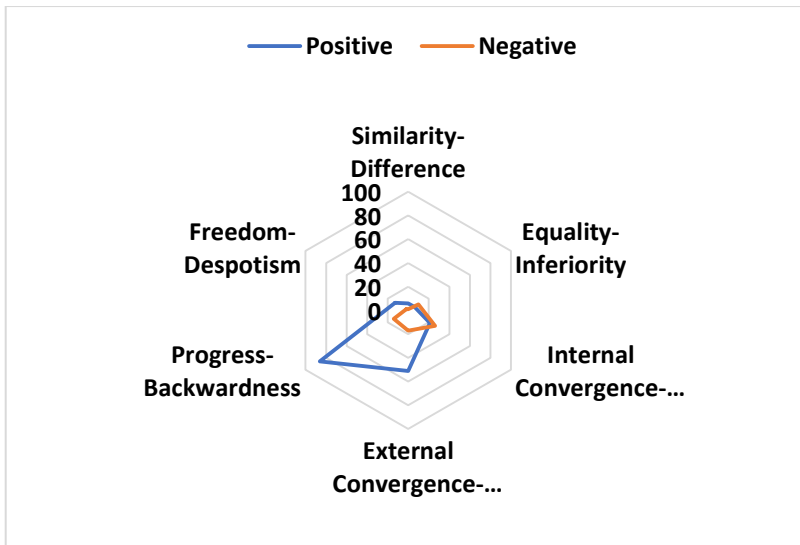 Positive
Negative
Similarity-
Difference
100
80
60
40
20
0
Equality-
Inferiority
Internal
Convergence-...
External
Convergence-...
Progress-
Backwardness
Freedom-
Despotism